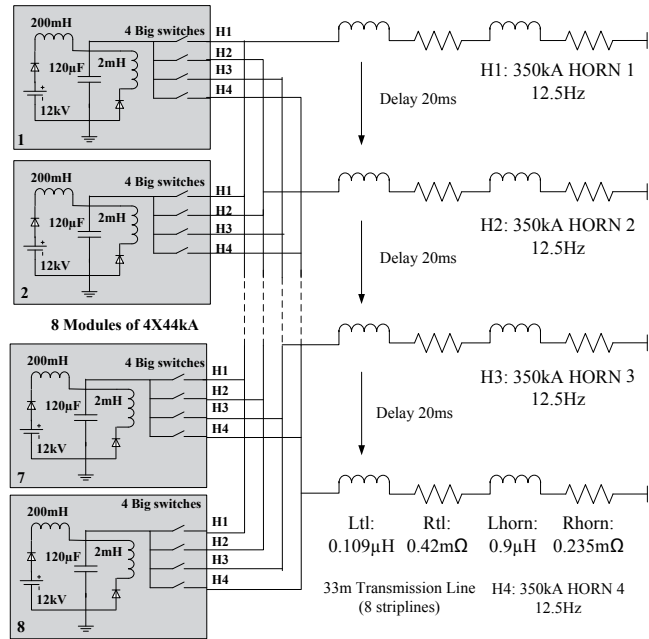 4 Big switches
200mH
120µF
2mH
12kV
+
1
H1
H2
H3
H4
4 Big switches
200mH
120µF
2mH
12kV
+
2
H1
H2
H3
H4
8 Modules of 4X44kA
4 Big switches
200mH
120µF
2mH
12kV
+
7
H1
H2
H3
H4
4 Big switches
200mH
120µF
2mH
12kV
+
8
H1
H2
H3
H4
H1: 350kA HORN 1
12.5Hz
Delay 20ms
H2: 350kA HORN 2
12.5Hz
Delay 20ms
H3: 350kA HORN 3
12.5Hz
Delay 20ms
Ltl: Rtl: Lhorn: Rhorn:
0.109µH 0.42mΩ 0.9µH 0.235mΩ
33m Transmission Line
(8 striplines)
H4: 350kA HORN 4
12.5Hz